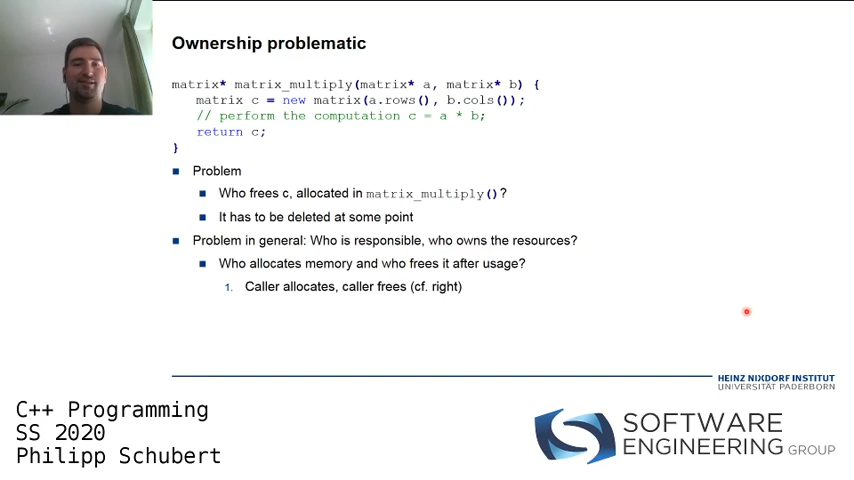 Ownership problematic
matrix* matrix_multiply(matrix* a, matrix* b) {
matrix c = new matrix(a.rows(), b.cols());
// perform the computation c = a * b;
return c;
}
Problem
Who frees c, allocated in matrix_multiply()?
It has to be deleted at some point
Problem in general: Who is responsible, who owns the resources?
Who allocates memory and who frees it after usage?
1. Caller allocates, caller frees (cf. right)
HEINZ NIXDORF INSTITUT
UNIVERSITÄT PADERBORN
C++ Programming
SS 2020
Philipp Schubert
SOFTWARE
ENGINEERING GROUP